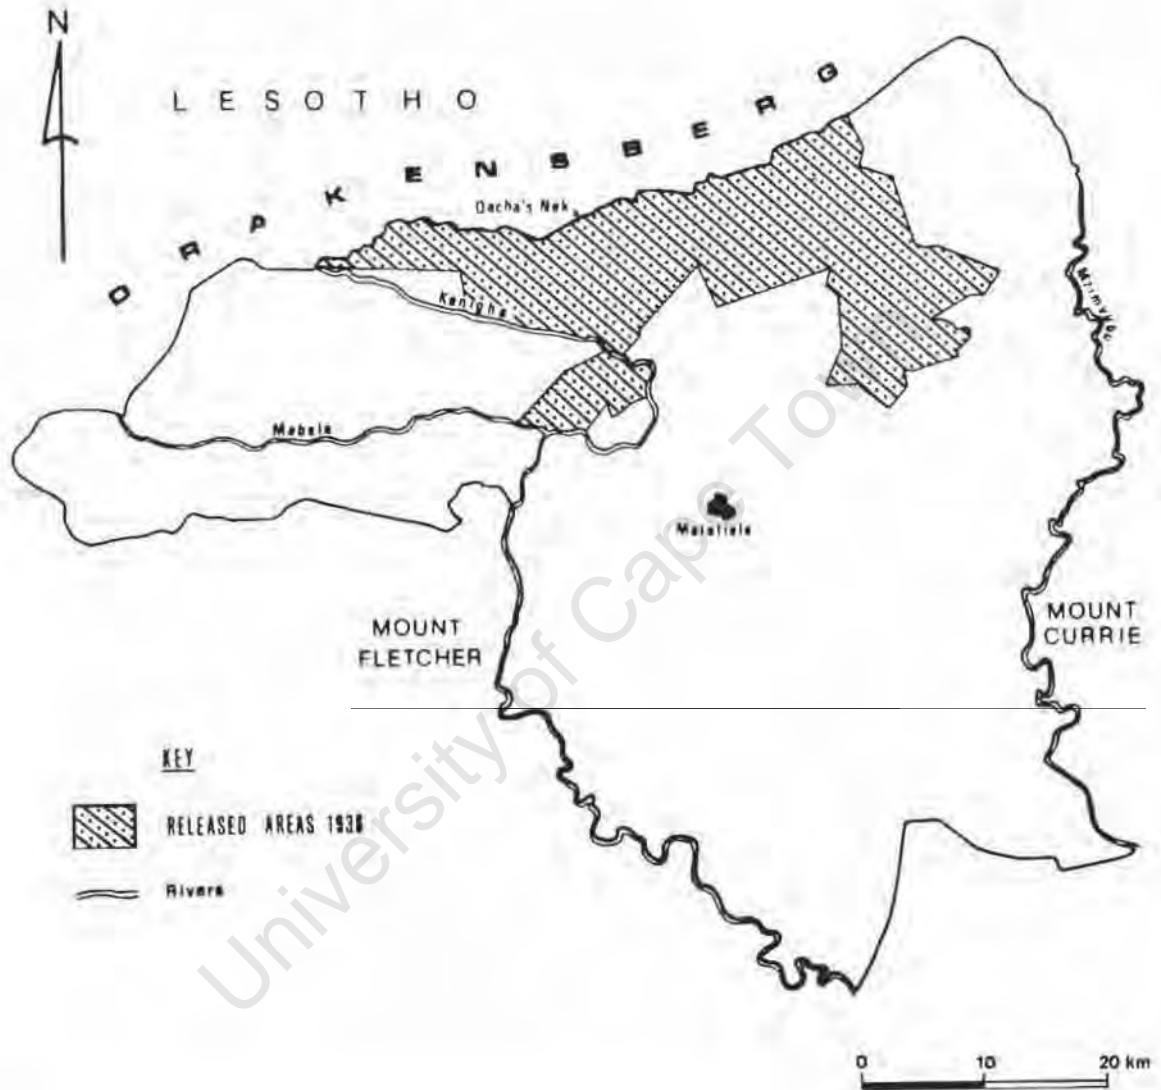 N
LESOTHO
DRAKENSBERG
Qacha's Nek
Kenigha
Mzimvubu
Mabele
Matatiele
MOUNT
FLETCHER
MOUNT
CURRIE
KEY
RELEASED AREAS 1936
Rivers
0 10 20 km
University of Cape Town